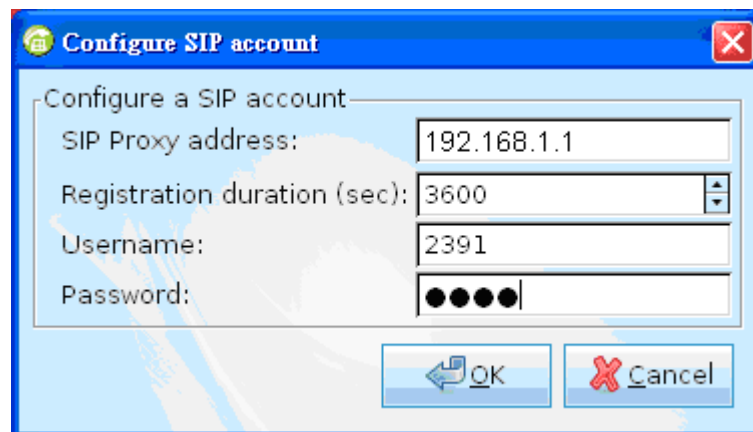 Configure SIP account
Configure a SIP account
SIP Proxy address: 192.168.1.1
Registration duration (sec): 3600
Username: 2391
Password: ●●●●
OK Cancel